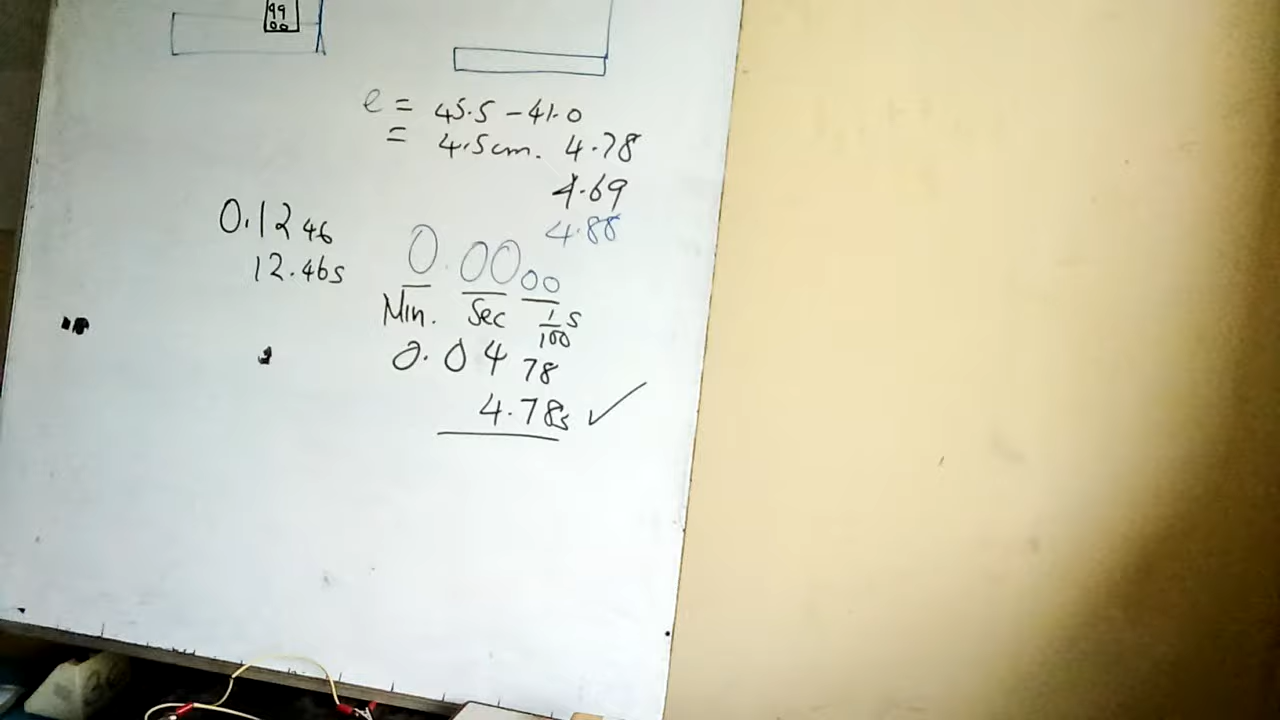 99
00
e = 45.5 - 41.0
= 4.5cm. 4.78
4.69
4.88
0.1246
12.46s
0.0000
Min. Sec 1/100 s
0.0478
4.78s ✓